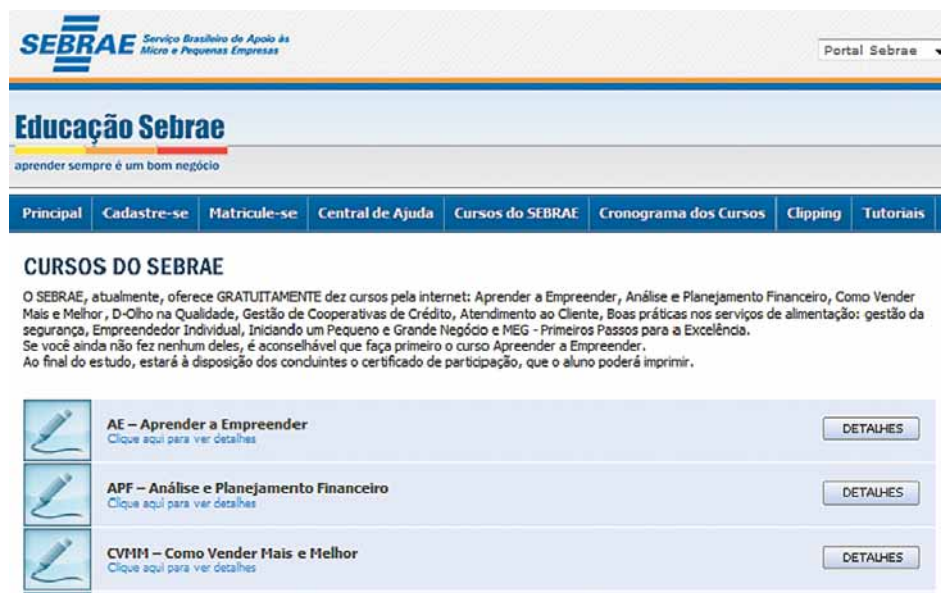 SEBRAE Serviço Brasileiro de Apoio às
Micro e Pequenas Empresas
Portal Sebrae
Educação Sebrae
aprender sempre é um bom negócio
Principal Cadastre-se Matricule-se Central de Ajuda Cursos do SEBRAE Cronograma dos Cursos Clipping Tutoriais
CURSOS DO SEBRAE
O SEBRAE, atualmente, oferece GRATUITAMENTE dez cursos pela internet: Aprender a Empreender, Análise e Planejamento Financeiro, Como Vender
Mais e Melhor, D-Olho na Qualidade, Gestão de Cooperativas de Crédito, Atendimento ao Cliente, Boas práticas nos serviços de alimentação: gestão da
segurança, Empreendedor Individual, Iniciando um Pequeno e Grande Negócio e MEG - Primeiros Passos para a Excelência.
Se você ainda não fez nenhum deles, é aconselhável que faça primeiro o curso Apreender a Empreender.
Ao final do estudo, estará à disposição dos concluintes o certificado de participação, que o aluno poderá imprimir.
AE – Aprender a Empreender
Clique aqui para ver detalhes
DETALHES
APF – Análise e Planejamento Financeiro
Clique aqui para ver detalhes
DETALHES
CVMM – Como Vender Mais e Melhor
Clique aqui para ver detalhes
DETALHES